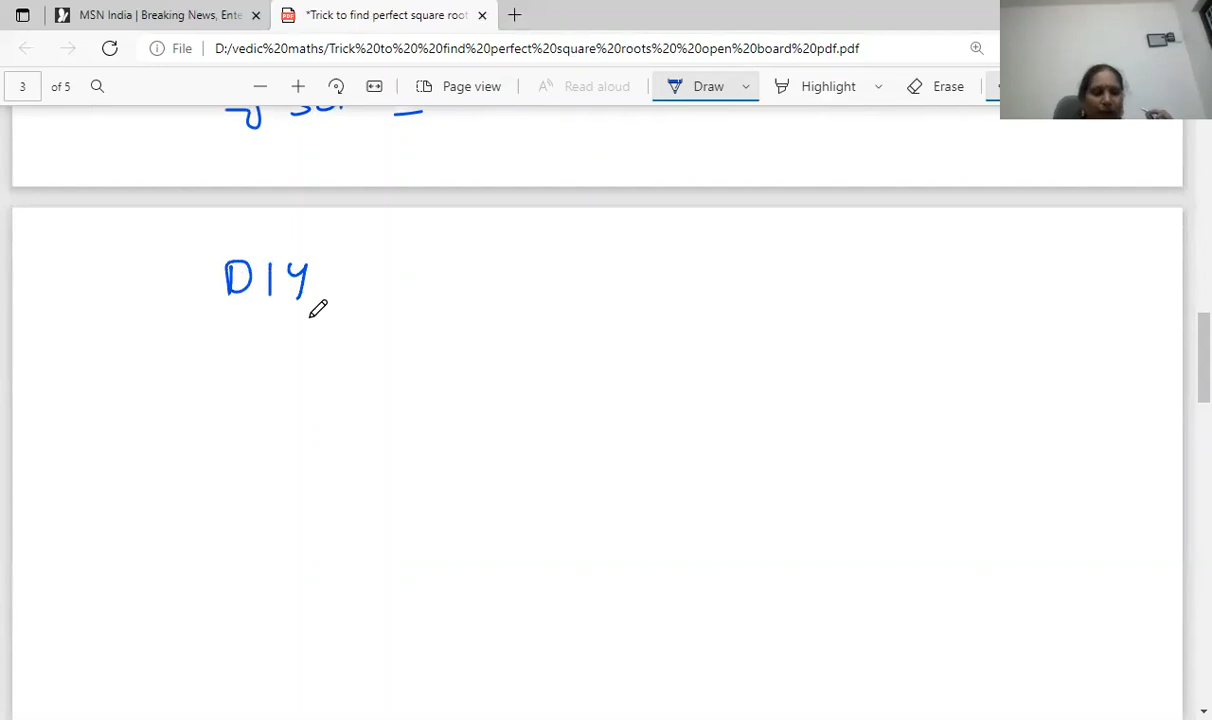 MSN India | Breaking News, Ente
*Trick to find perfect square root
File
D:/vedic%20maths/Trick%20to%20%20find%20perfect%20square%20roots%20%20open%20board%20pdf.pdf
3 of 5
Page view
Read aloud
Draw
Highlight
Erase
DIY